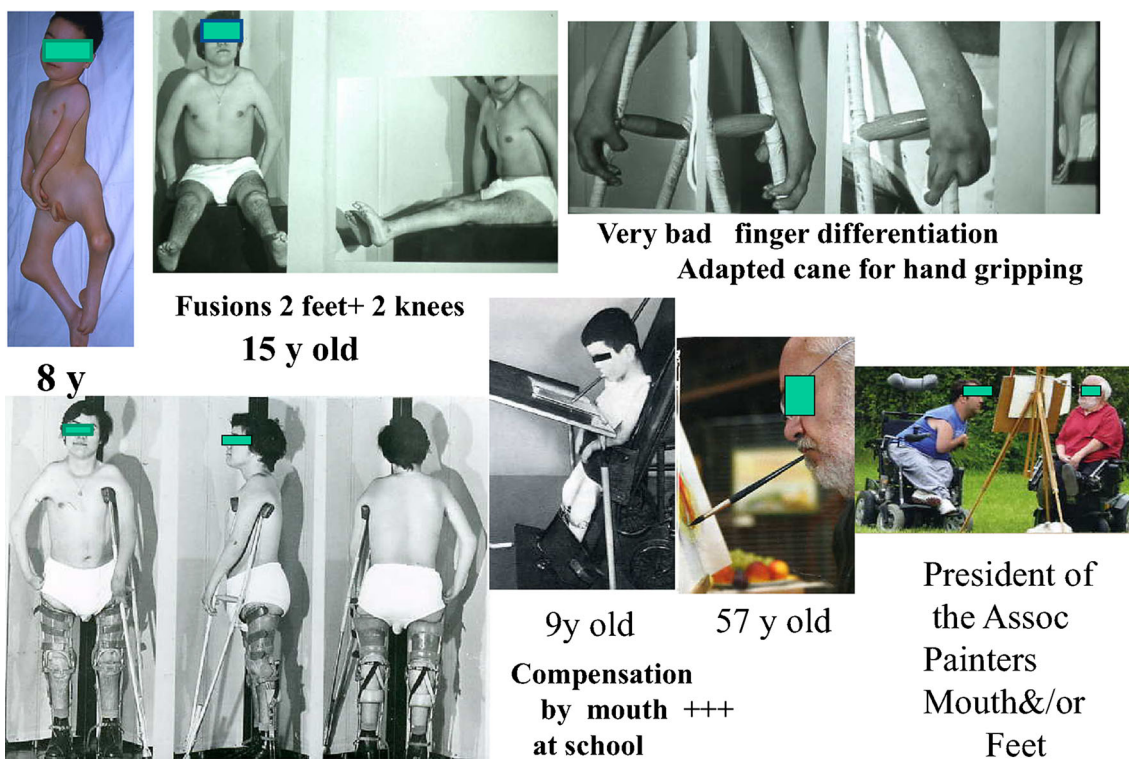 Very bad finger differentiation
Adapted cane for hand gripping
Fusions 2 feet+ 2 knees
15 y old
8 y
9y old
57 y old
Compensation
by mouth +++
at school
President of
the Assoc
Painters
Mouth&/or
Feet